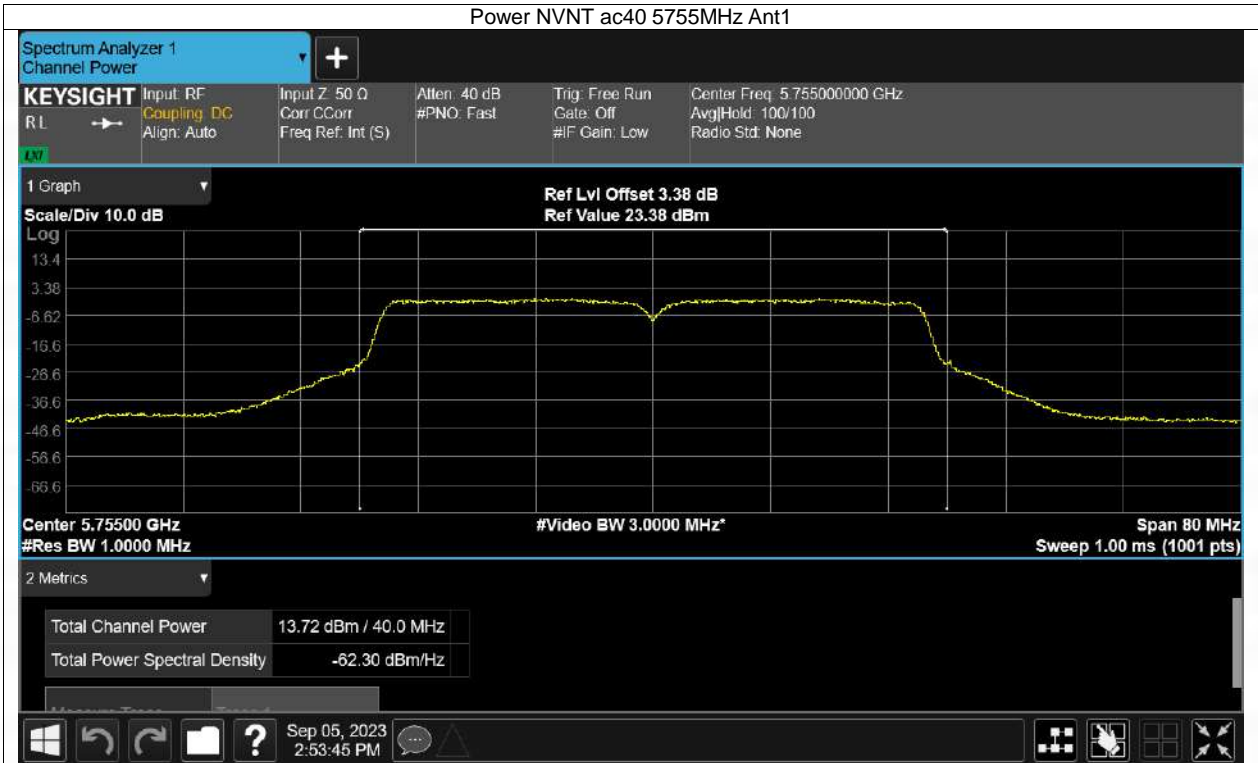 Power NVNT ac40 5755MHz Ant1
Spectrum Analyzer 1
Channel Power
KEYSIGHT
RL
LXI
Input: RF
Coupling: DC
Align: Auto
Input Z: 50 Ω
Corr CCorr
Freq Ref: Int (S)
Atten: 40 dB
#PNO: Fast
Trig: Free Run
Gate: Off
#IF Gain: Low
Center Freq: 5.755000000 GHz
Avg|Hold: 100/100
Radio Std: None
1 Graph
Scale/Div 10.0 dB
Ref Lvl Offset 3.38 dB
Ref Value 23.38 dBm
Log
13.4
3.38
-6.62
-16.6
-26.6
-36.6
-46.6
-56.6
-66.6
Center 5.75500 GHz
#Video BW 3.0000 MHz*
Span 80 MHz
#Res BW 1.0000 MHz
Sweep 1.00 ms (1001 pts)
2 Metrics
Total Channel Power 13.72 dBm / 40.0 MHz
Total Power Spectral Density -62.30 dBm/Hz
Sep 05, 2023
2:53:45 PM